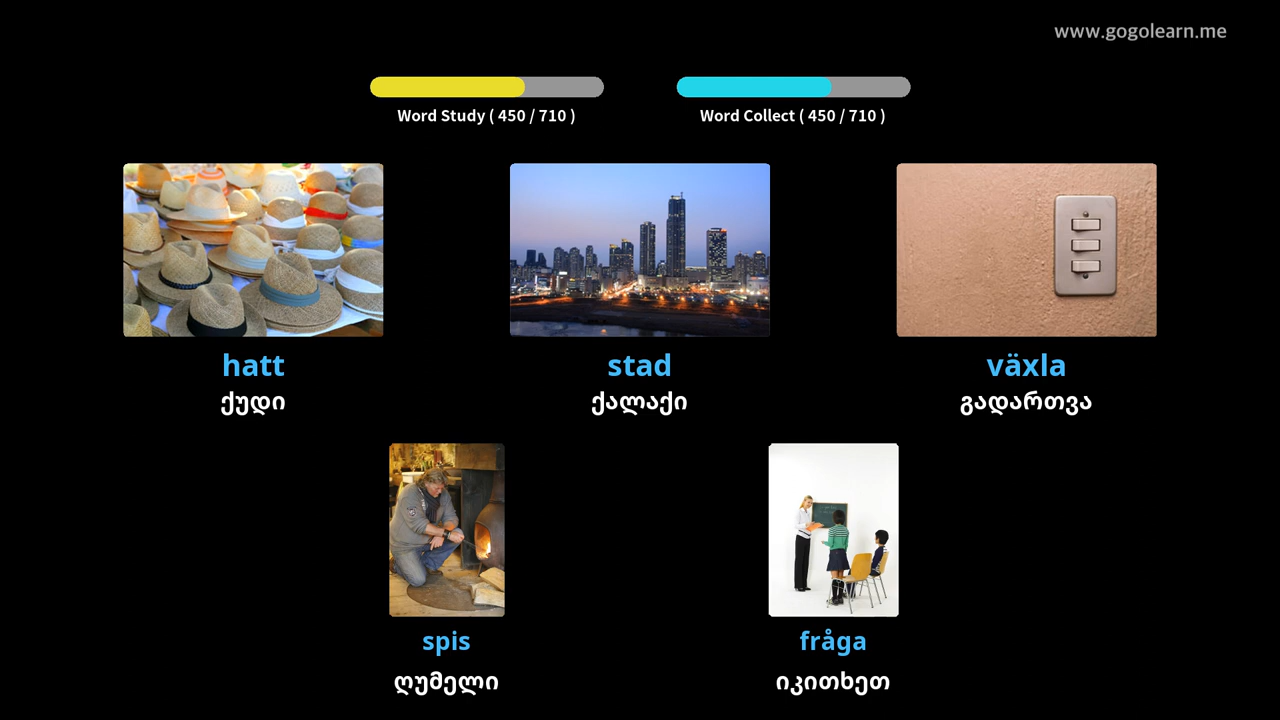 www.gogolearn.me
Word Study ( 450 / 710 )
Word Collect ( 450 / 710 )
hatt
ქუდი
stad
ქალაქი
växla
გადართვა
spis
ღუმელი
fråga
იკითხეთ